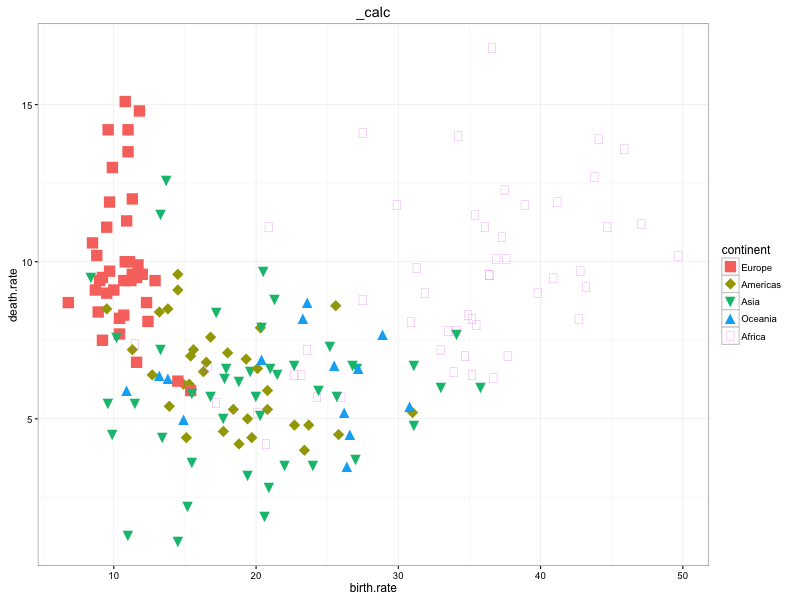 _calc
death.rate
15
10
5
10 20 30 40 50
birth.rate
continent
Europe
Americas
Asia
Oceania
Africa